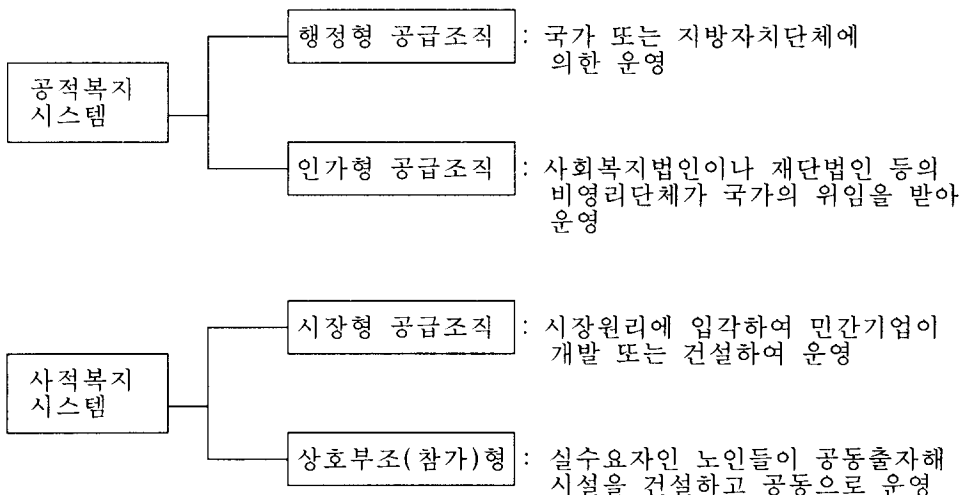 행정형 공급조직 : 국가 또는 지방자치단체에
의한 운영
공적복지
시스템
인가형 공급조직 : 사회복지법인이나 재단법인 등의
비영리단체가 국가의 위임을 받아
운영
시장형 공급조직 : 시장원리에 입각하여 민간기업이
개발 또는 건설하여 운영
사적복지
시스템
상호부조(참가)형 : 실수요자인 노인들이 공동출자해
시설을 건설하고 공동으로 운영